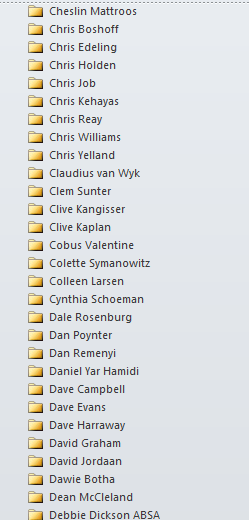 Cheslin Mattroos
Chris Boshoff
Chris Edeling
Chris Holden
Chris Job
Chris Kehayas
Chris Reay
Chris Williams
Chris Yelland
Claudius van Wyk
Clem Sunter
Clive Kangisser
Clive Kaplan
Cobus Valentine
Colette Symanowitz
Colleen Larsen
Cynthia Schoeman
Dale Rosenburg
Dan Poynter
Dan Remenyi
Daniel Yar Hamidi
Dave Campbell
Dave Evans
Dave Harraway
David Graham
David Jordaan
Dawie Botha
Dean McCleland
Debbie Dickson ABSA